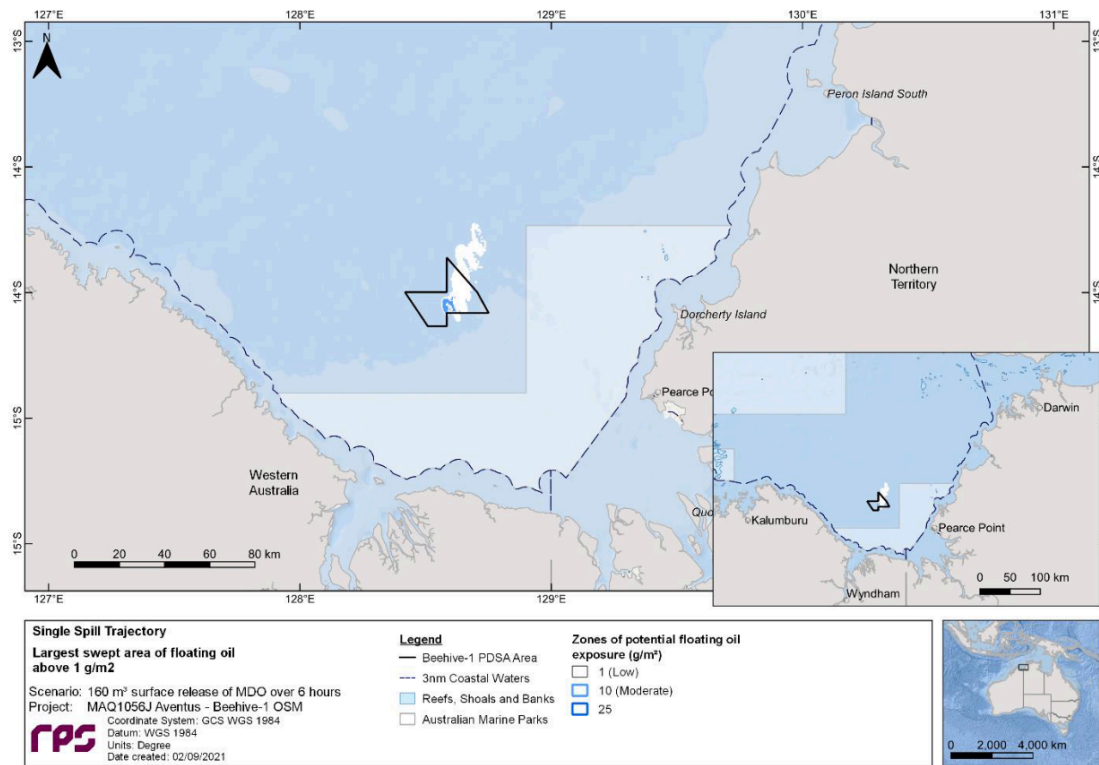 127°E 128°E 129°E 130°E 131°E
N
13°S 13°S
Peron Island South
14°S 14°S
Northern
Territory
14°S 14°S
Dorcherty Island
Pearce Po
15°S
Western
Australia
Quo
15°S
0 20 40 60 80 km
127°E 128°E 129°E
Darwin
Kalumburu
Pearce Point
Wyndham
0 50 100 km
Single Spill Trajectory
Largest swept area of floating oil
above 1 g/m2
Scenario: 160 m³ surface release of MDO over 6 hours
Project: MAQ1056J Aventus - Beehive-1 OSM
rps
Coordinate System: GCS WGS 1984
Datum: WGS 1984
Units: Degree
Date created: 02/09/2021
Legend
Beehive-1 PDSA Area
3nm Coastal Waters
Reefs, Shoals and Banks
Australian Marine Parks
Zones of potential floating oil
exposure (g/m²)
1 (Low)
10 (Moderate)
25
0 2,000 4,000
km